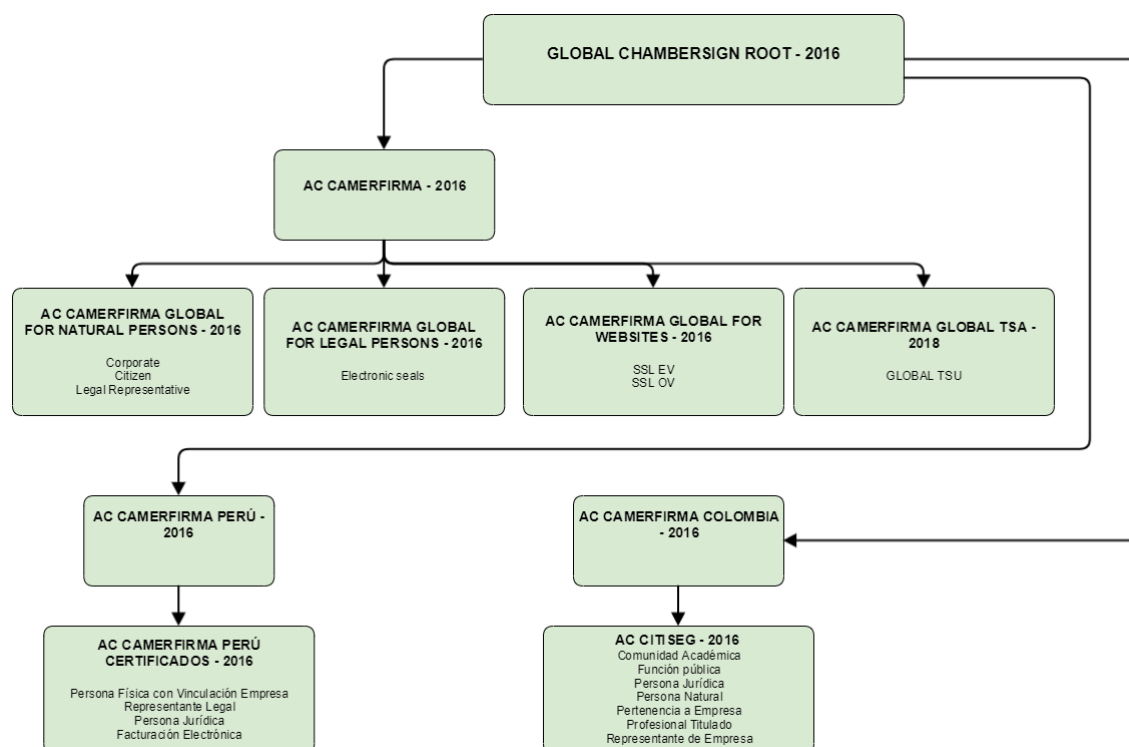 GLOBAL CHAMBERSIGN ROOT - 2016
AC CAMERFIRMA - 2016
AC CAMERFIRMA GLOBAL
FOR NATURAL PERSONS - 2016
Corporate
Citizen
Legal Representative
AC CAMERFIRMA GLOBAL
FOR LEGAL PERSONS - 2016
Electronic seals
AC CAMERFIRMA GLOBAL FOR
WEBSITES - 2016
SSL EV
SSL OV
AC CAMERFIRMA GLOBAL TSA -
2018
GLOBAL TSU
AC CAMERFIRMA PERÚ -
2016
AC CAMERFIRMA COLOMBIA
- 2016
AC CAMERFIRMA PERÚ
CERTIFICADOS - 2016
Persona Física con Vinculación Empresa
Representante Legal
Persona Jurídica
Facturación Electrónica
AC CITISEG - 2016
Comunidad Académica
Función pública
Persona Jurídica
Persona Natural
Pertenencia a Empresa
Profesional Titulado
Representante de Empresa